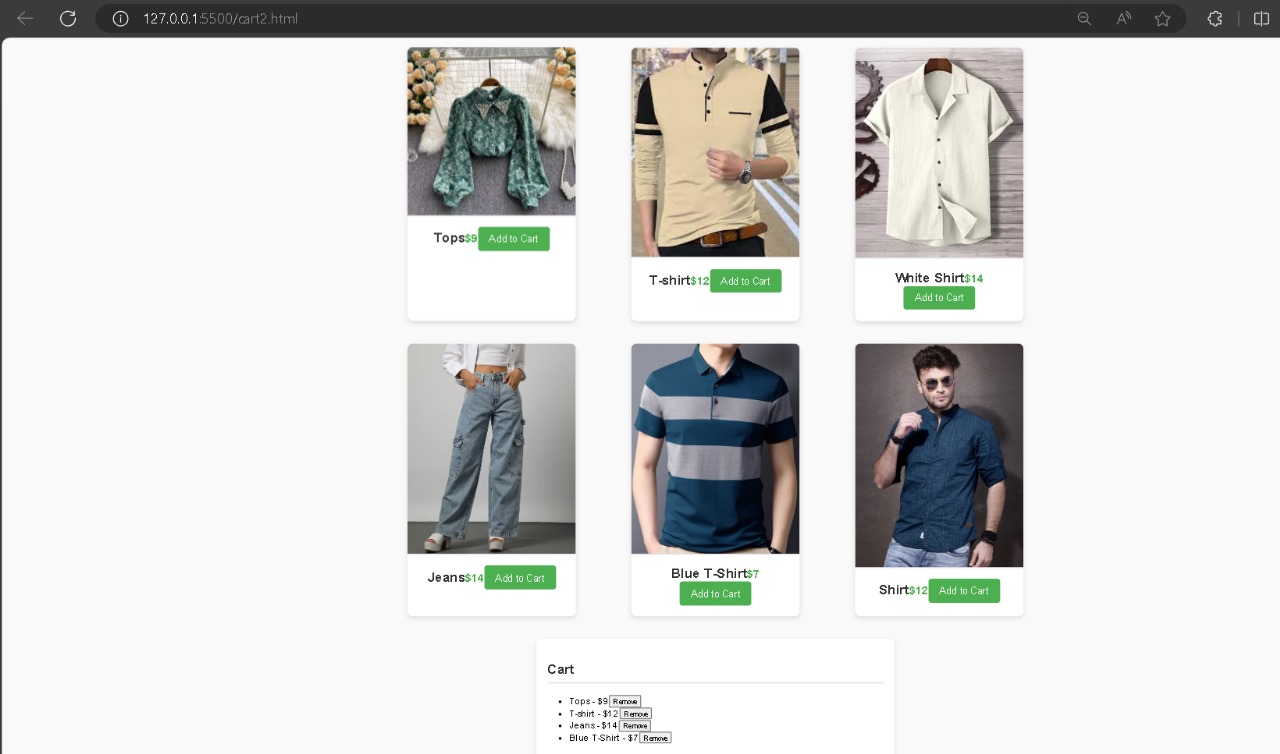 127.0.0.1:5500/cart2.html
Tops$9 Add to Cart
T-shirt$12 Add to Cart
White Shirt$14
Add to Cart
Jeans$14 Add to Cart
Blue T-Shirt$7
Add to Cart
Shirt$12 Add to Cart
Cart
• Tops - $9 Remove
• T-shirt - $12 Remove
• Jeans - $14 Remove
• Blue T-Shirt - $7 Remove